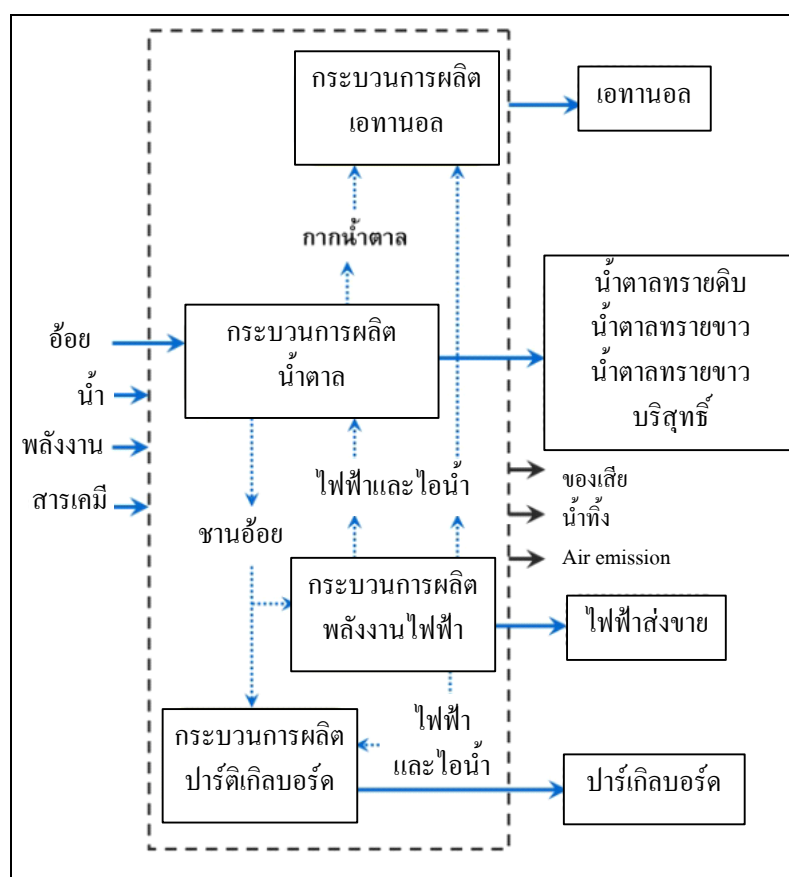 กระบวนการผลิต
เอทานอล
เอทานอล
กากน้ำตาล
อ้อย
น้ำ
พลังงาน
สารเคมี
กระบวนการผลิต
น้ำตาล
น้ำตาลทรายดิบ
น้ำตาลทรายขาว
น้ำตาลทรายขาว
บริสุทธิ์
ไฟฟ้าและไอน้ำ
ชานอ้อย
ของเสีย
น้ำทิ้ง
Air emission
กระบวนการผลิต
พลังงานไฟฟ้า
ไฟฟ้าส่งขาย
กระบวนการผลิต
ปาร์ติเกิลบอร์ด
ไฟฟ้า
และไอน้ำ
ปาร์เกิลบอร์ด